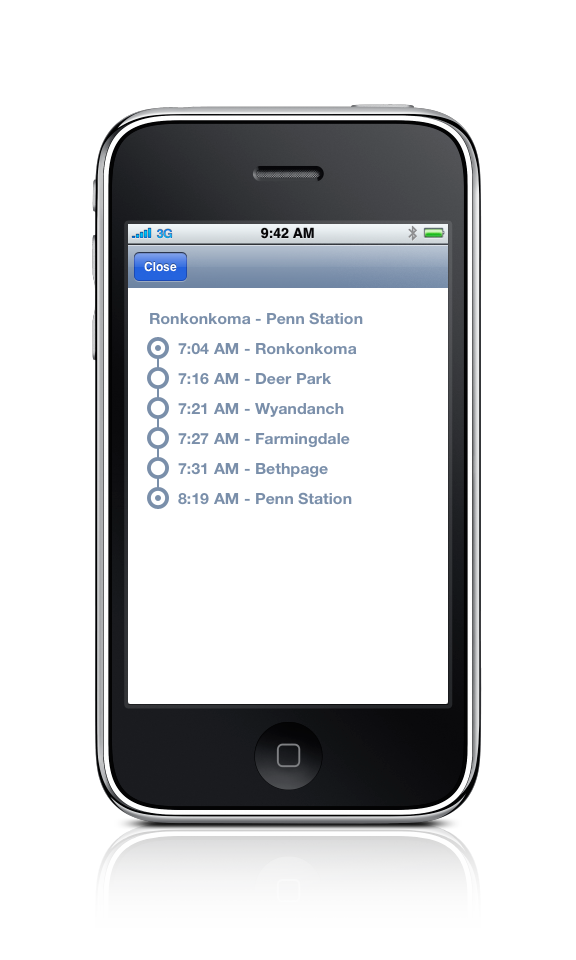 3G 9:42 AM
Close
Ronkonkoma - Penn Station
7:04 AM - Ronkonkoma
7:16 AM - Deer Park
7:21 AM - Wyandanch
7:27 AM - Farmingdale
7:31 AM - Bethpage
8:19 AM - Penn Station